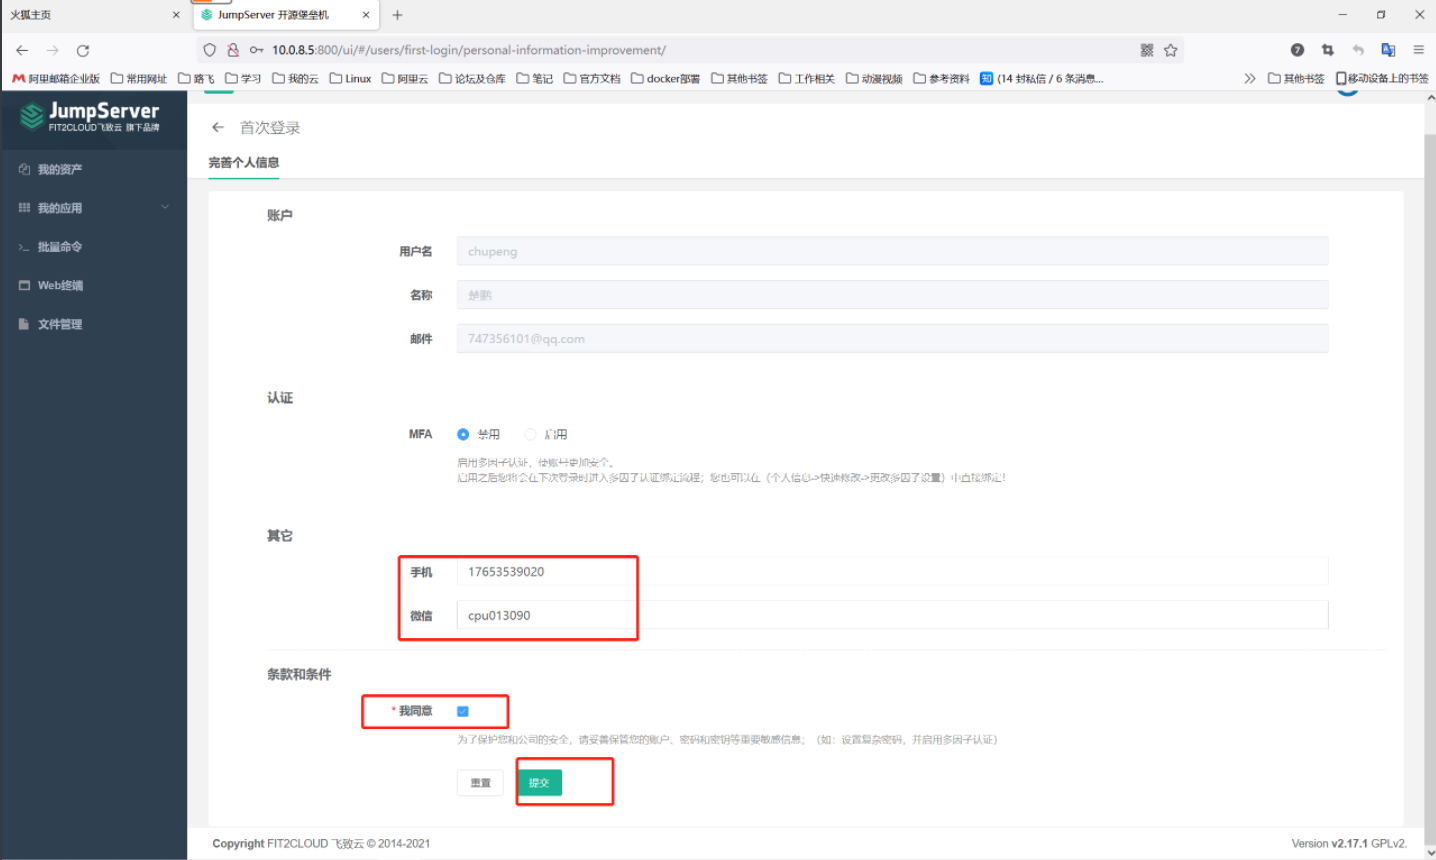 火狐主页
JumpServer 开源堡垒机
10.0.8.5:800/ui/#/users/first-login/personal-information-improvement/
阿里邮箱企业版 常用网址 路飞 学习 我的云 Linux 阿里云 论坛及仓库 笔记 官方文档 docker部署 其他书签 工作相关 动漫视频 参考资料 知 (14 封私信 / 6 条消息... 其他书签 移动设备上的书签
JumpServer
FIT2CLOUD飞致云 旗下品牌
首次登录
完善个人信息
我的资产
我的应用
批量命令
Web终端
文件管理
账户
用户名 chupeng
名称 楚鹏
邮件 747356101@qq.com
认证
MFA 禁用 启用
启用多因子认证，使账号更加安全。
启用之后您将会在下次登录时进入多因子认证绑定流程；您也可以在（个人信息->快速修改->更改多因子设置）中直接绑定！
其它
手机 17653539020
微信 cpu013090
条款和条件
* 我同意
为了保护您和公司的安全，请妥善保管您的账户、密码和密钥等重要敏感信息；（如：设置复杂密码，并启用多因子认证）
重置 提交
Copyright FIT2CLOUD 飞致云 © 2014-2021
Version v2.17.1 GPLv2.